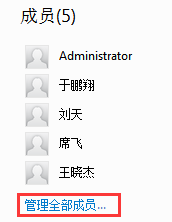 成员(5)
Administrator
于鹏翔
刘天
席飞
王晓杰
管理全部成员...